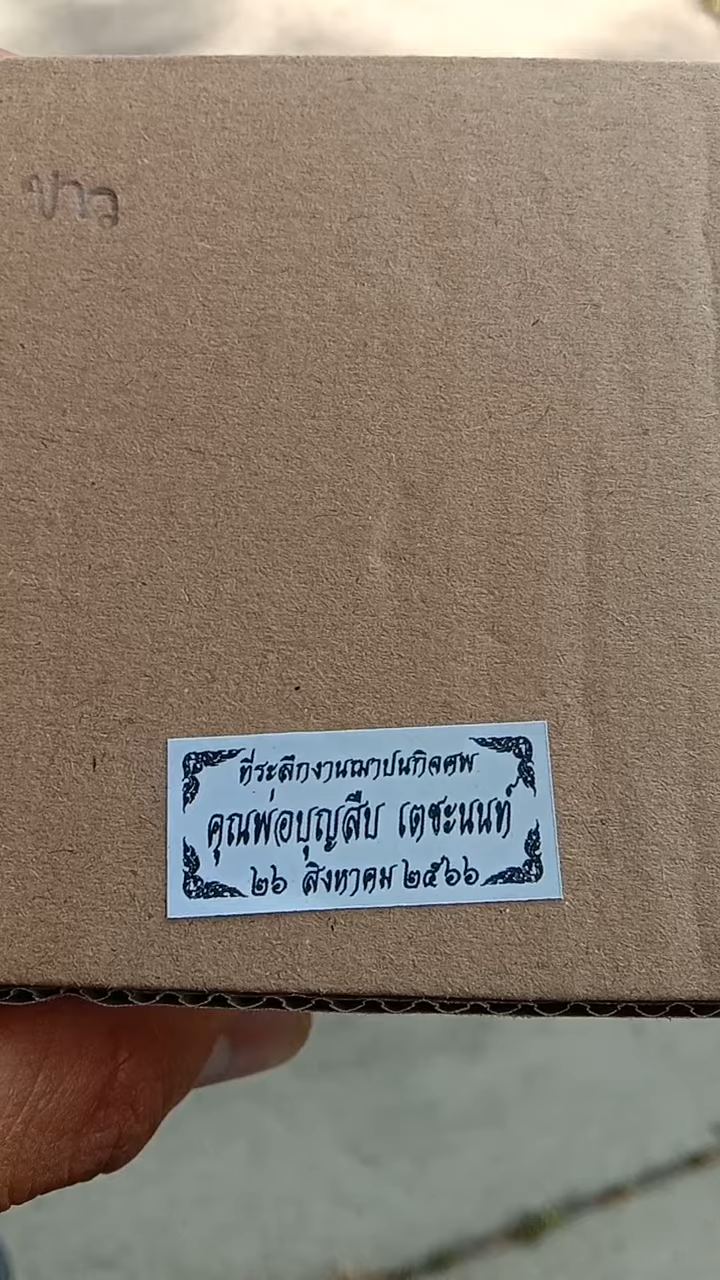 ขาว
ที่ระลึกงานฌาปนกิจศพ
คุณพ่อบุญสืบ เตชะนนท์
๒๖ สิงหาคม ๒๕๖๖